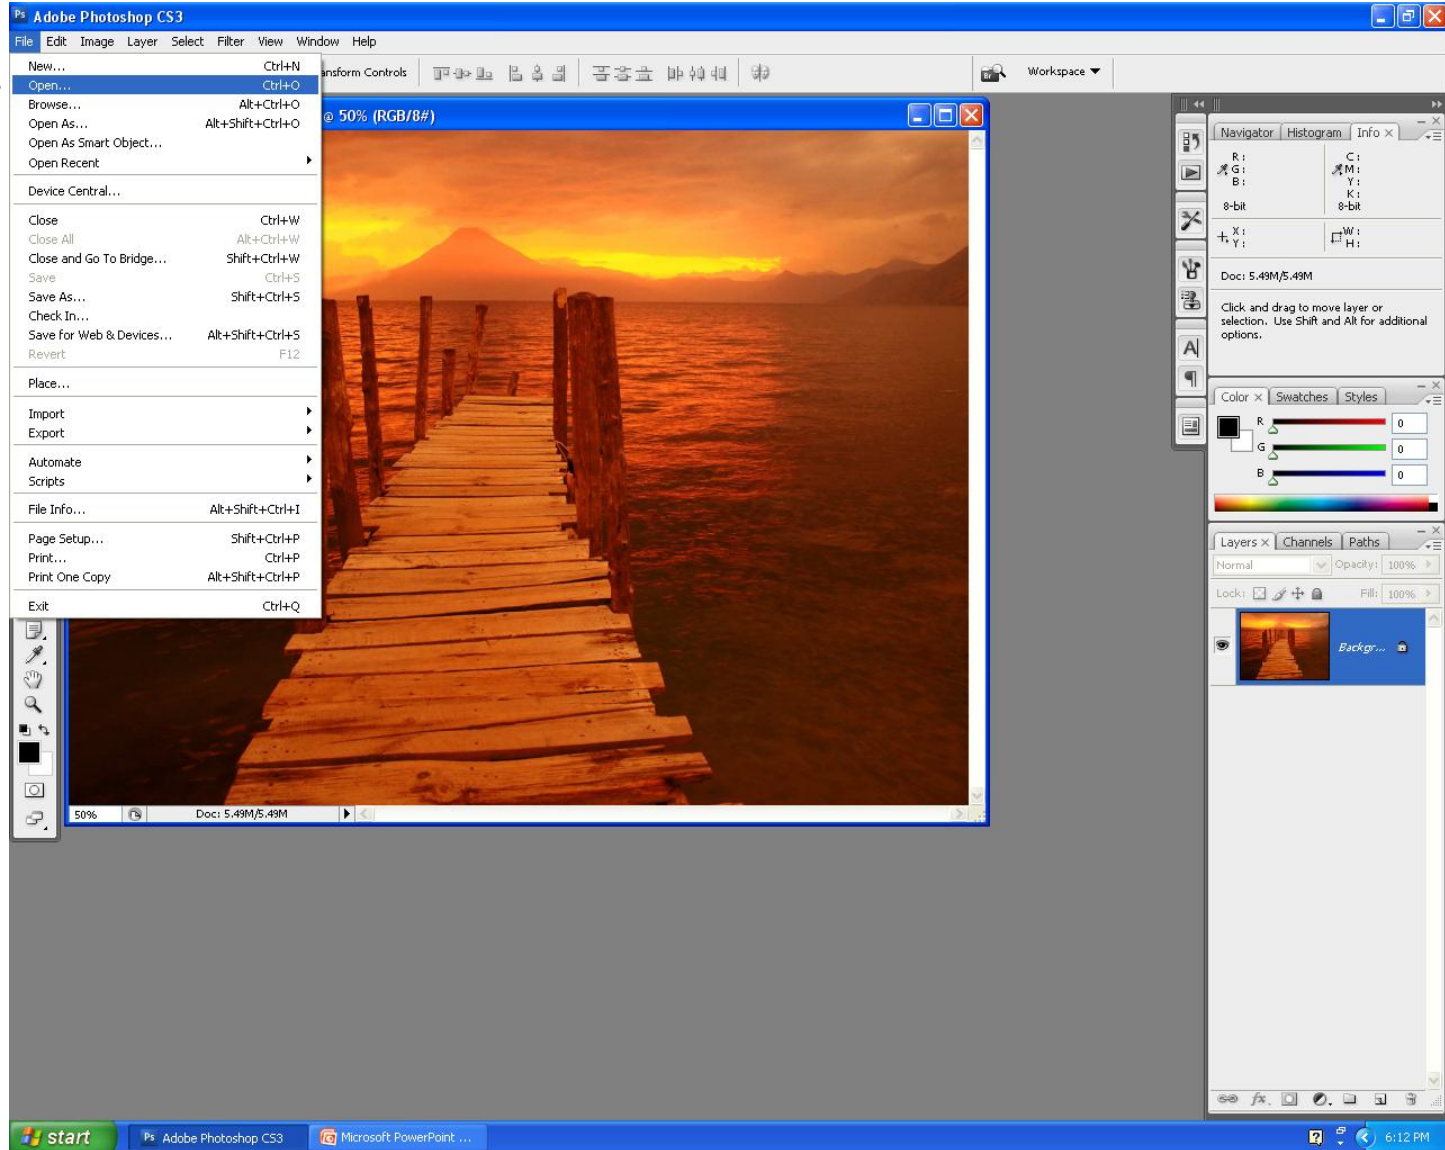 Ps Adobe Photoshop CS3
File Edit Image Layer Select Filter View Window Help
New... Ctrl+N
Open... Ctrl+O
Browse... Alt+Ctrl+O
Open As... Alt+Shift+Ctrl+O
Open As Smart Object...
Open Recent
Device Central...
Close Ctrl+W
Close All Alt+Ctrl+W
Close and Go To Bridge... Shift+Ctrl+W
Save Ctrl+S
Save As... Shift+Ctrl+S
Check In...
Save for Web & Devices... Alt+Shift+Ctrl+S
Revert F12
Place...
Import
Export
Automate
Scripts
File Info... Alt+Shift+Ctrl+I
Page Setup... Shift+Ctrl+P
Print... Ctrl+P
Print One Copy Alt+Shift+Ctrl+P
Exit Ctrl+Q
ansform Controls
Br Workspace
@ 50% (RGB/8#)
50% Doc: 5.49M/5.49M
Navigator Histogram Info
R: C:
G: M:
B: Y:
K:
8-bit 8-bit
X: W:
Y: H:
Doc: 5.49M/5.49M
Click and drag to move layer or
selection. Use Shift and Alt for additional
options.
A
Color Swatches Styles
R 0
G 0
B 0
Layers Channels Paths
Normal Opacity: 100%
Lock: Fill: 100%
Backgr...
fx.
start Ps Adobe Photoshop CS3 Microsoft PowerPoint ... 6:12 PM